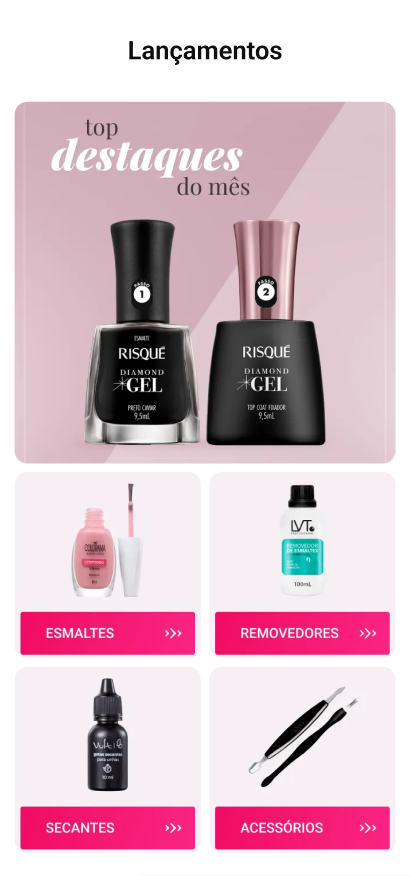 Lançamentos
top
destaques
do mês
PASSO
1
PASSO
2
ESMALTE
RISQUÉ
DIAMOND
GEL
PRETO CAVIAR
9,5mL
RISQUÉ
DIAMOND
GEL
TOP COAT FIXADOR
9,5mL
COLORAMA
LVT
REMOVEDOR
DE ESMALTES
100mL
ESMALTES
REMOVEDORES
Vult
gotas secantes
para unhas
10 ml
SECANTES
ACESSÓRIOS